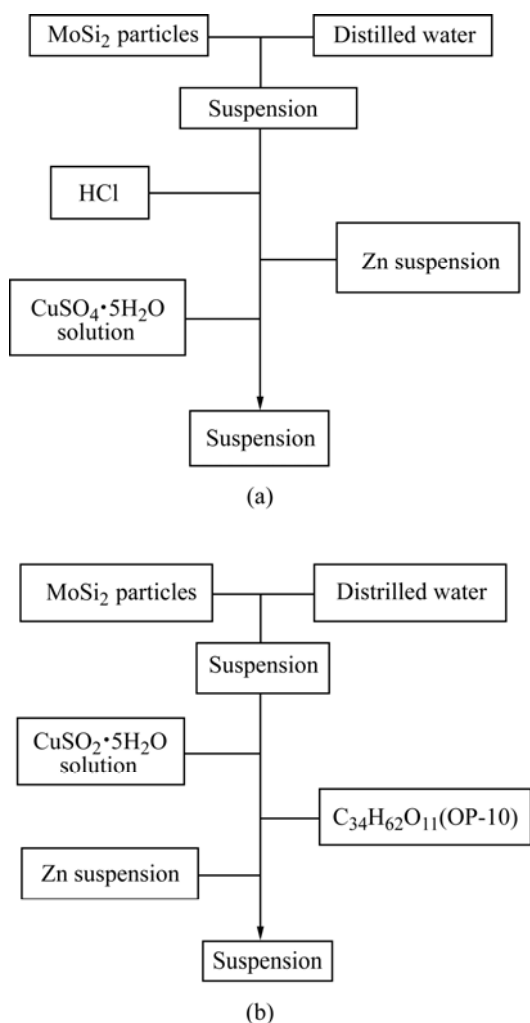 MoSi₂ particles
Distilled water
Suspension
HCl
Zn suspension
CuSO₄·5H₂O
solution
Suspension
(a)
MoSi₂ particles
Distrilled water
Suspension
CuSO₂·5H₂O
solution
C₃₄H₆₂O₁₁(OP-10)
Zn suspension
Suspension
(b)